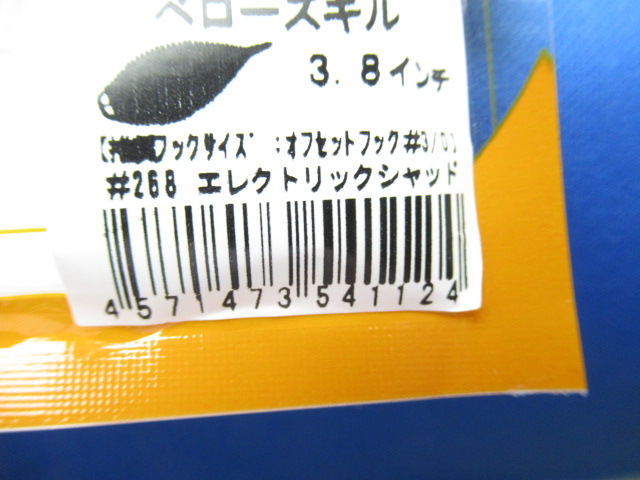 ベローズギル
3.8インチ
フックサイズ゛:オフセットフック#3/0】
#268 エレクトリックシャッド
4571473541124